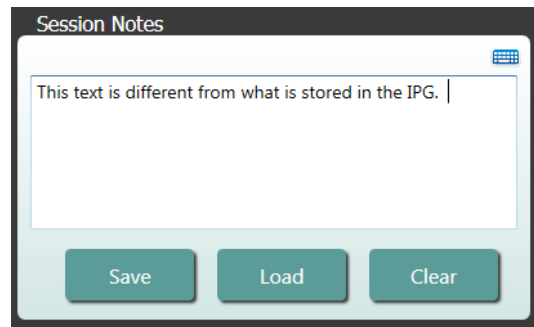 Session Notes
This text is different from what is stored in the IPG.
Save Load Clear